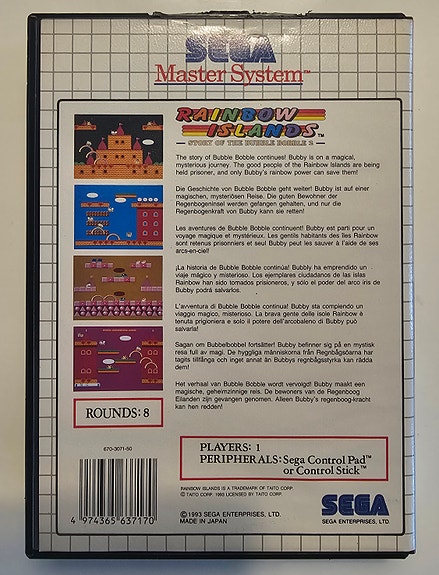 SEGA
Master System™
RAINBOW
ISLANDS™
STORY OF THE BUBBLE BOBBLE 2
The story of Bubble Bobble continues! Bubby is on a magical,
mysterious journey. The good people of the Rainbow Islands are being
held prisoner, and only Bubby's rainbow power can save them!
Die Geschichte von Bubble Bobble geht weiter! Bubby ist auf einer
magischen, mysteriösen Reise. Die guten Bewohner der
Regenbogeninsel werden gefangen gehalten, und nur die
Regenbogenkraft von Bubby kann sie retten!
Les aventures de Bubble Bobble continuent! Bubby est parti pour un
voyage magique et mystérieux. Les gentils habitants des îles Rainbow
sont retenus prisonniers et seul Bubby peut les sauver à l'aide de ses
arcs-en-ciel!
¡La historia de Bubble Bobble continúa! Bubbly ha emprendido un
viaje mágico y misterioso. Los ejemplares ciudadanos de las islas
Rainbow han sido tomados prisioneros, y sólo el poder del arco iris de
Bubby podrá salvarlos.
L'avventura di Bubble Bobble continua! Bubby sta compiendo un
viaggio magico, misterioso. La brava gente delle isole Rainbow è
tenuta prigioniera e solo il potere dell'arcobaleno di Bubby può
salvarla!
Sagan om Bubbelbobbel fortsätter! Bubby befinner sig på en mystisk
resa full av magi. De hyggliga människorna från Regnbågsöarna har
tagits tillfånga och inget annat än Bubbys regnbågsstyrka kan rädda
dem!
Het verhaal van Bubble Bobble wordt vervolgd! Bubby maakt een
magische, geheimzinnige reis. De bewoners van de Regenboog
Eilanden zijn gevangen genomen. Alleen Bubby's regenboog-kracht
kan hen redden!
ROUNDS: 8
PLAYERS: 1
PERIPHERALS: Sega Control Pad™
or Control Stick™
670-3071-50
4 974365 637170
RAINBOW ISLANDS IS A TRADEMARK OF TAITO CORP.
© TAITO CORP. 1993 LICENSED BY TAITO CORP.
© 1993 SEGA ENTERPRISES, LTD.
MADE IN JAPAN
SEGA
SEGA ENTERPRISES, LTD.